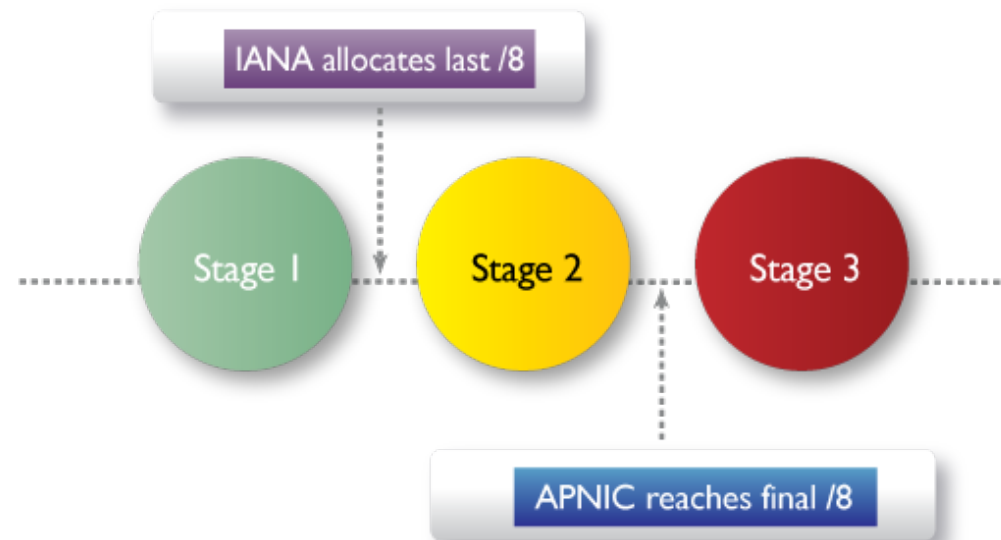 IANA allocates last /8
Stage 1
Stage 2
Stage 3
APNIC reaches final /8